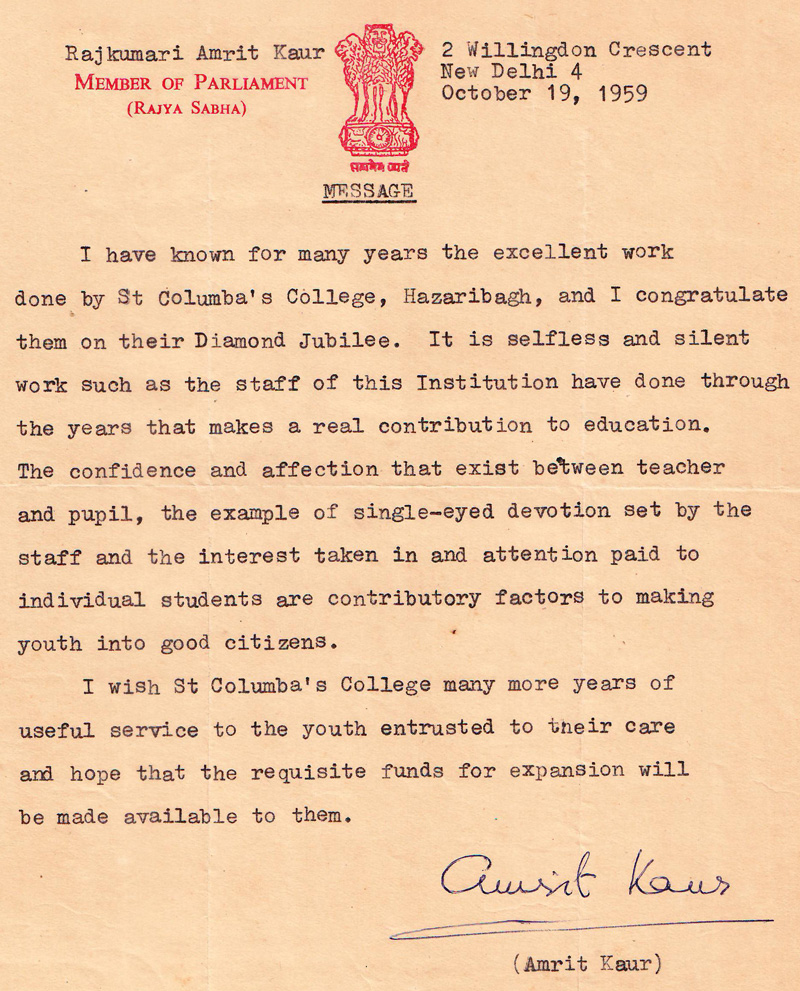 Rajkumari Amrit Kaur
MEMBER OF PARLIAMENT
(RAJYA SABHA)
2 Willingdon Crescent
New Delhi 4
October 19, 1959
सत्यमेव जयते
MESSAGE
I have known for many years the excellent work
done by St Columba's College, Hazaribagh, and I congratulate
them on their Diamond Jubilee. It is selfless and silent
work such as the staff of this Institution have done through
the years that makes a real contribution to education.
The confidence and affection that exist between teacher
and pupil, the example of single-eyed devotion set by the
staff and the interest taken in and attention paid to
individual students are contributory factors to making
youth into good citizens.
I wish St Columba's College many more years of
useful service to the youth entrusted to their care
and hope that the requisite funds for expansion will
be made available to them.
Amrit Kaur
(Amrit Kaur)